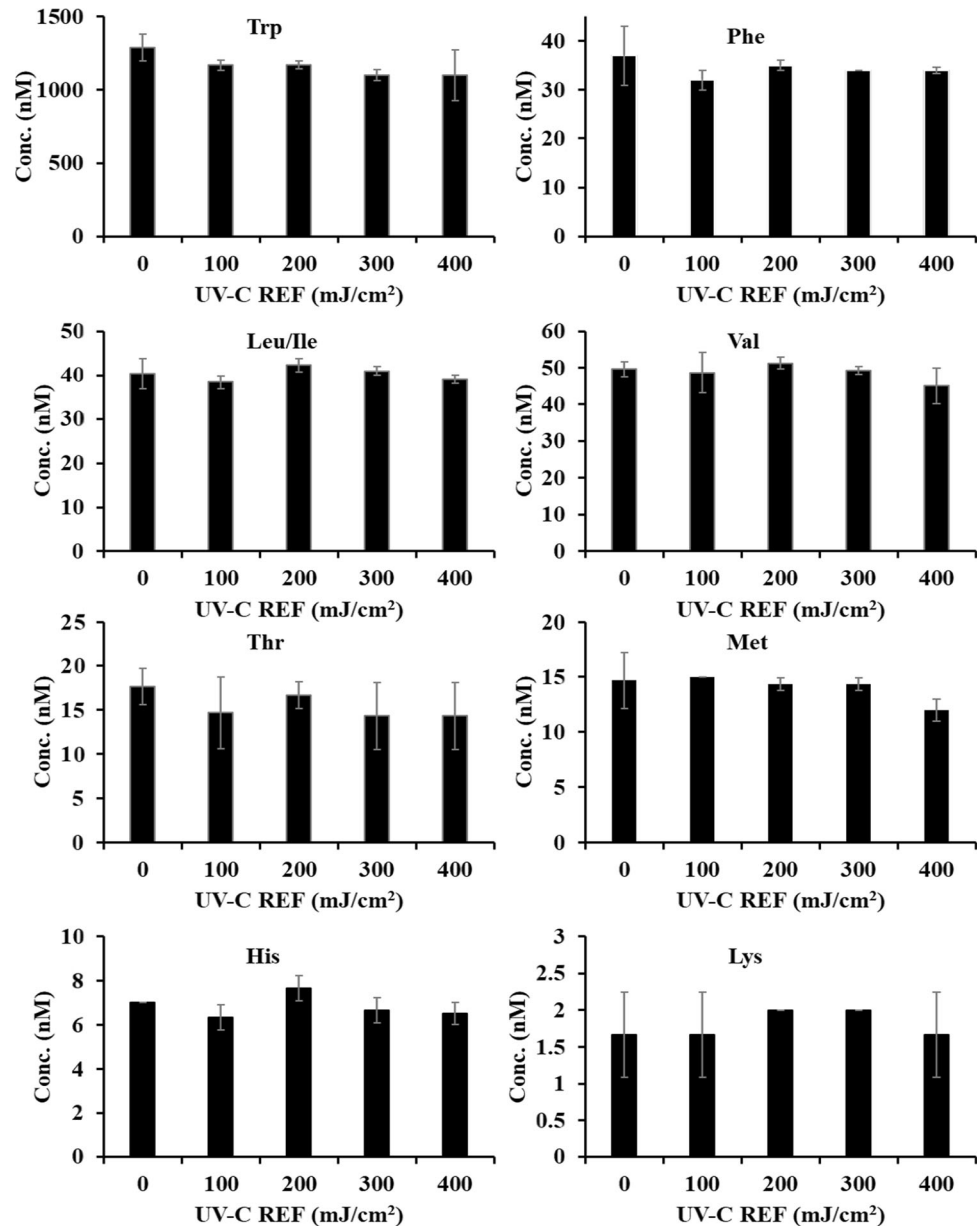 Trp
Conc. (nM)
1500
1000
500
0
0 100 200 300 400
UV-C REF (mJ/cm²)
Phe
Conc. (nM)
40
30
20
10
0
0 100 200 300 400
UV-C REF (mJ/cm²)
Leu/Ile
Conc. (nM)
50
40
30
20
10
0
0 100 200 300 400
UV-C REF (mJ/cm²)
Val
Conc. (nM)
60
50
40
30
20
10
0
0 100 200 300 400
UV-C REF (mJ/cm²)
Thr
Conc. (nM)
25
20
15
10
5
0
0 100 200 300 400
UV-C REF (mJ/cm²)
Met
Conc. (nM)
20
15
10
5
0
0 100 200 300 400
UV-C REF (mJ/cm²)
His
Conc. (nM)
10
8
6
4
2
0
0 100 200 300 400
UV-C REF (mJ/cm²)
Lys
Conc. (nM)
3
2.5
2
1.5
1
0.5
0
0 100 200 300 400
UV-C REF (mJ/cm²)